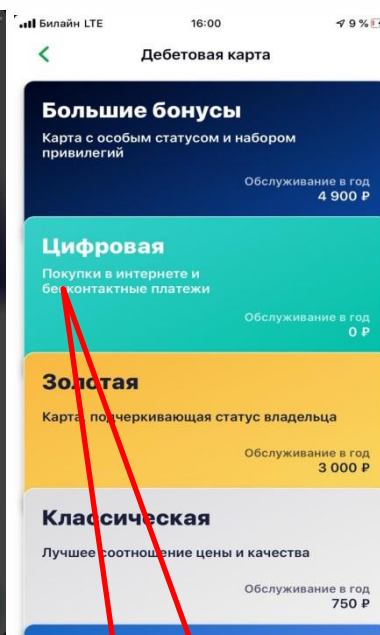 Билайн LTE 16:00 9 %
Дебетовая карта
Большие бонусы
Карта с особым статусом и набором
привилегий
Обслуживание в год
4 900 ₽
Цифровая
Покупки в интернете и
бесконтактные платежи
Обслуживание в год
0 ₽
Золотая
Карта, подчеркивающая статус владельца
Обслуживание в год
3 000 ₽
Классическая
Лучшее соотношение цены и качества
Обслуживание в год
750 ₽